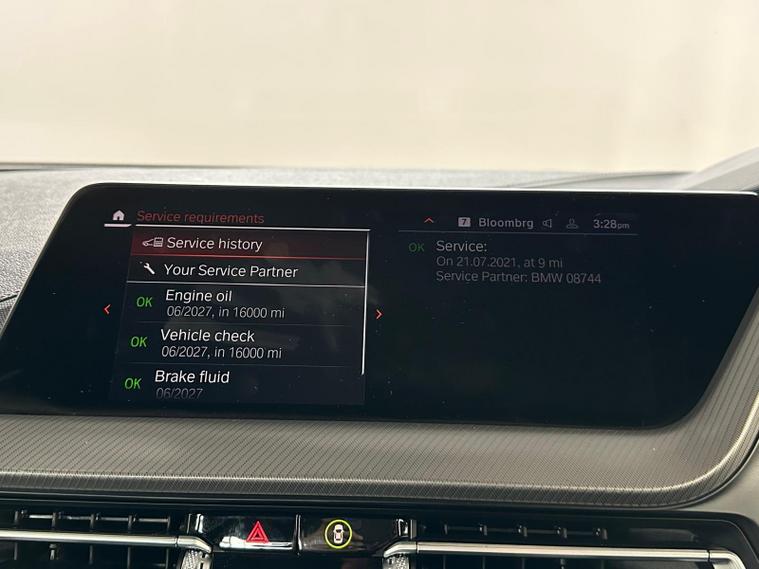 Service requirements
7 Bloombrg 3:28pm
Service history
Your Service Partner
OK Engine oil
06/2027, in 16000 mi
OK Vehicle check
06/2027, in 16000 mi
OK Brake fluid
06/2027
OK Service:
On 21.07.2021, at 9 mi
Service Partner: BMW 08744